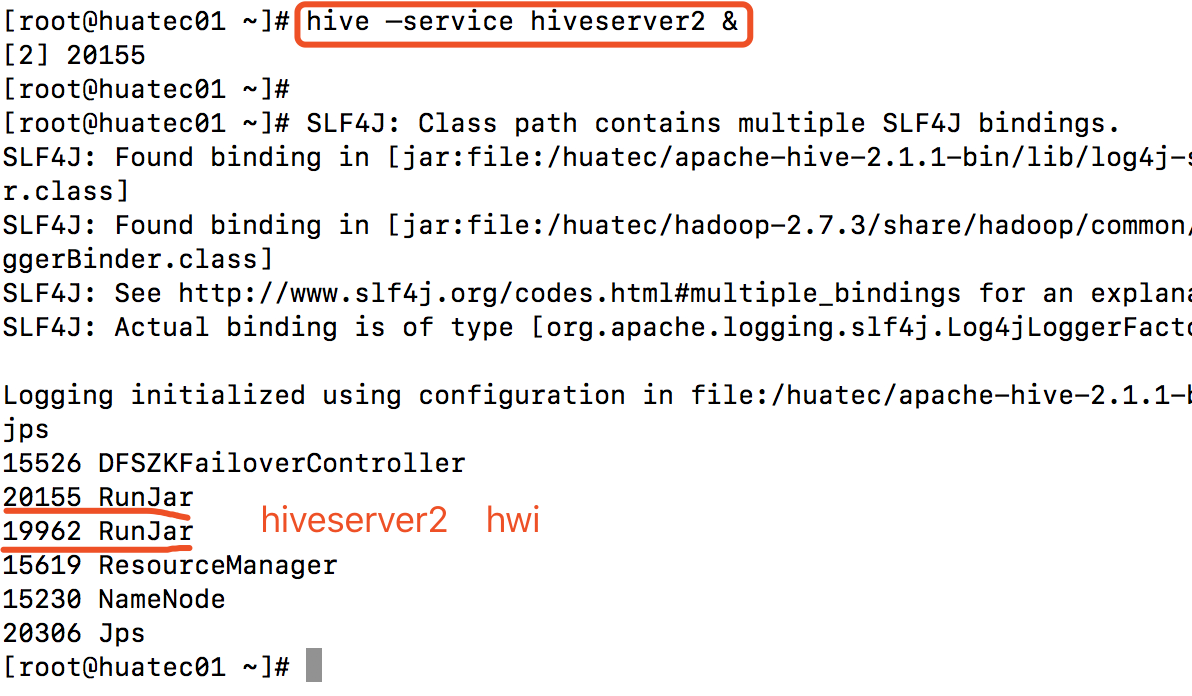 [root@huatec01 ~]# hive —service hiveserver2 &
[2] 20155
[root@huatec01 ~]#
[root@huatec01 ~]# SLF4J: Class path contains multiple SLF4J bindings.
SLF4J: Found binding in [jar:file:/huatec/apache-hive-2.1.1-bin/lib/log4j-s
r.class]
SLF4J: Found binding in [jar:file:/huatec/hadoop-2.7.3/share/hadoop/common/
ggerBinder.class]
SLF4J: See http://www.slf4j.org/codes.html#multiple_bindings for an explana
SLF4J: Actual binding is of type [org.apache.logging.slf4j.Log4jLoggerFacto
Logging initialized using configuration in file:/huatec/apache-hive-2.1.1-b
jps
15526 DFSZKFailoverController
20155 RunJar
19962 RunJar
hiveserver2 hwi
15619 ResourceManager
15230 NameNode
20306 Jps
[root@huatec01 ~]#